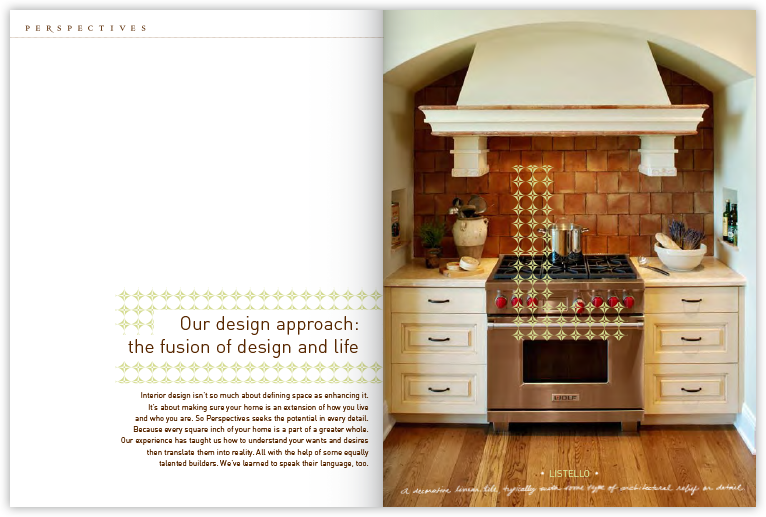 PERSPECTIVES
Our design approach:
the fusion of design and life
Interior design isn't so much about defining space as enhancing it.
It's about making sure your home is an extension of how you live
and who you are. So Perspectives seeks the potential in every detail.
Because every square inch of your home is a part of a greater whole.
Our experience has taught us how to understand your wants and desires
then translate them into reality. All with the help of some equally
talented builders. We've learned to speak their language, too.
WOLF
• LISTELLO •
A decorative linear tile, typically with some type of architectural relief or detail.